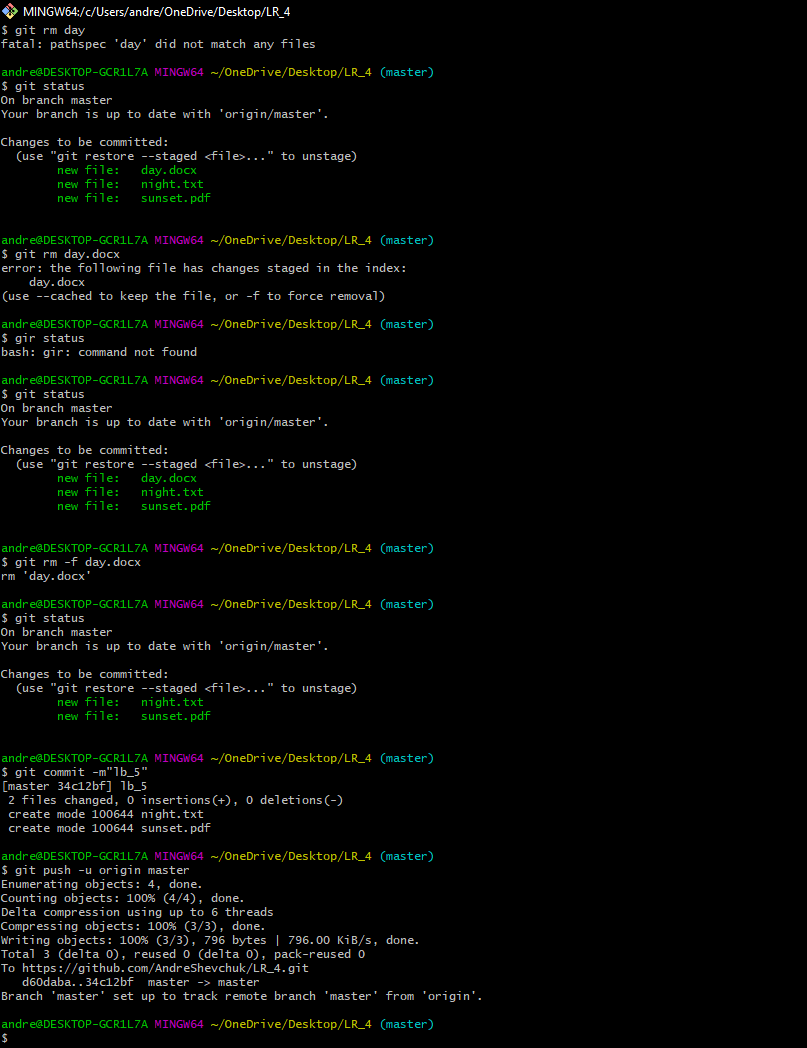 MINGW64:/c/Users/andre/OneDrive/Desktop/LR_4
$ git rm day
fatal: pathspec 'day' did not match any files
andre@DESKTOP-GCR1L7A MINGW64 ~/OneDrive/Desktop/LR_4 (master)
$ git status
On branch master
Your branch is up to date with 'origin/master'.
Changes to be committed:
  (use "git restore --staged <file>..." to unstage)
        new file:   day.docx
        new file:   night.txt
        new file:   sunset.pdf
andre@DESKTOP-GCR1L7A MINGW64 ~/OneDrive/Desktop/LR_4 (master)
$ git rm day.docx
error: the following file has changes staged in the index:
    day.docx
(use --cached to keep the file, or -f to force removal)
andre@DESKTOP-GCR1L7A MINGW64 ~/OneDrive/Desktop/LR_4 (master)
$ gir status
bash: gir: command not found
andre@DESKTOP-GCR1L7A MINGW64 ~/OneDrive/Desktop/LR_4 (master)
$ git status
On branch master
Your branch is up to date with 'origin/master'.
Changes to be committed:
  (use "git restore --staged <file>..." to unstage)
        new file:   day.docx
        new file:   night.txt
        new file:   sunset.pdf
andre@DESKTOP-GCR1L7A MINGW64 ~/OneDrive/Desktop/LR_4 (master)
$ git rm -f day.docx
rm 'day.docx'
andre@DESKTOP-GCR1L7A MINGW64 ~/OneDrive/Desktop/LR_4 (master)
$ git status
On branch master
Your branch is up to date with 'origin/master'.
Changes to be committed:
  (use "git restore --staged <file>..." to unstage)
        new file:   night.txt
        new file:   sunset.pdf
andre@DESKTOP-GCR1L7A MINGW64 ~/OneDrive/Desktop/LR_4 (master)
$ git commit -m"lb_5"
[master 34c12bf] lb_5
 2 files changed, 0 insertions(+), 0 deletions(-)
 create mode 100644 night.txt
 create mode 100644 sunset.pdf
andre@DESKTOP-GCR1L7A MINGW64 ~/OneDrive/Desktop/LR_4 (master)
$ git push -u origin master
Enumerating objects: 4, done.
Counting objects: 100% (4/4), done.
Delta compression using up to 6 threads
Compressing objects: 100% (3/3), done.
Writing objects: 100% (3/3), 796 bytes | 796.00 KiB/s, done.
Total 3 (delta 0), reused 0 (delta 0), pack-reused 0
To https://github.com/AndreShevchuk/LR_4.git
   d60daba..34c12bf  master -> master
Branch 'master' set up to track remote branch 'master' from 'origin'.
andre@DESKTOP-GCR1L7A MINGW64 ~/OneDrive/Desktop/LR_4 (master)
$